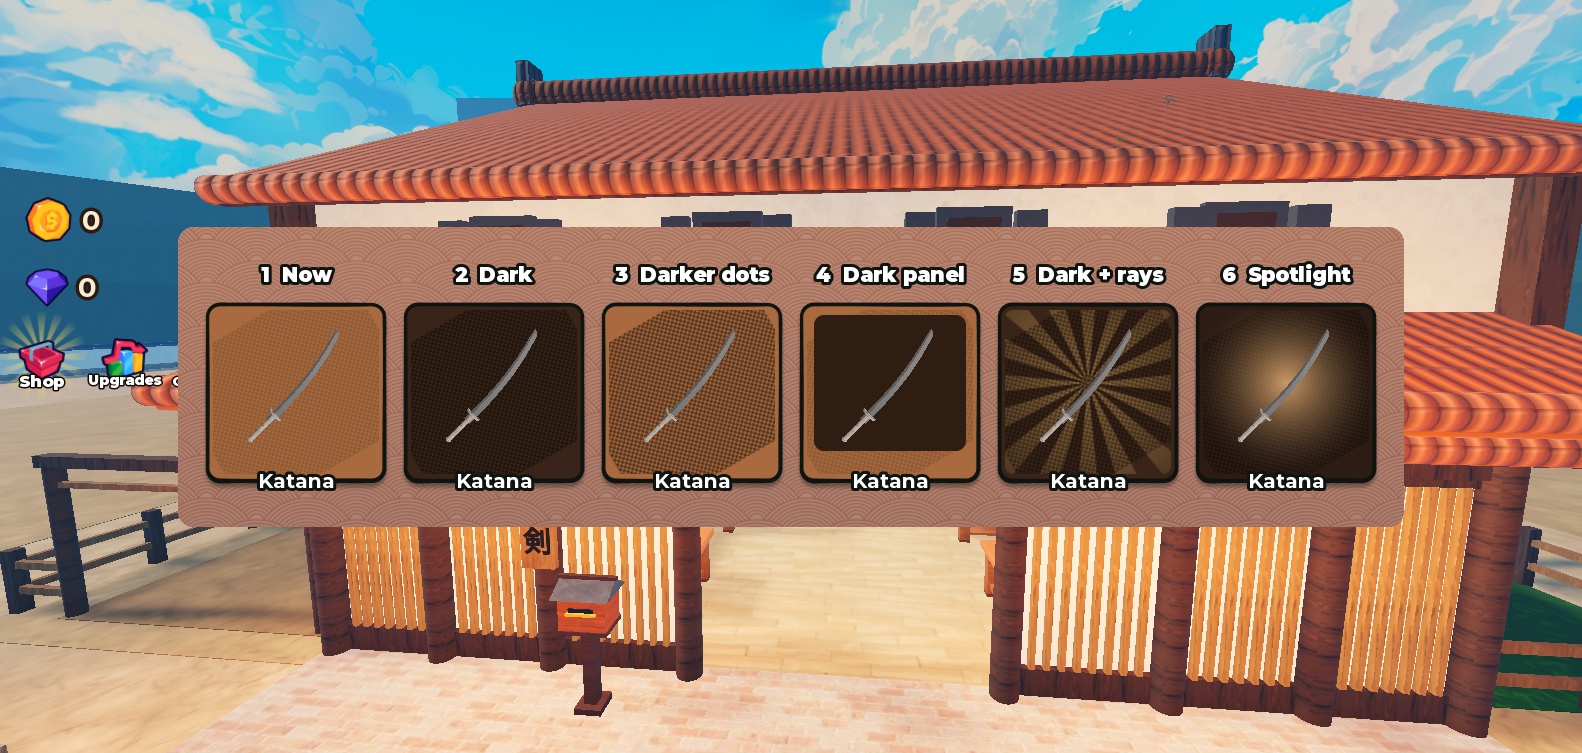 0
0
Shop
Upgrades
1 Now
2 Dark
3 Darker dots
4 Dark panel
5 Dark + rays
6 Spotlight
Katana
Katana
Katana
Katana
Katana
Katana
剣